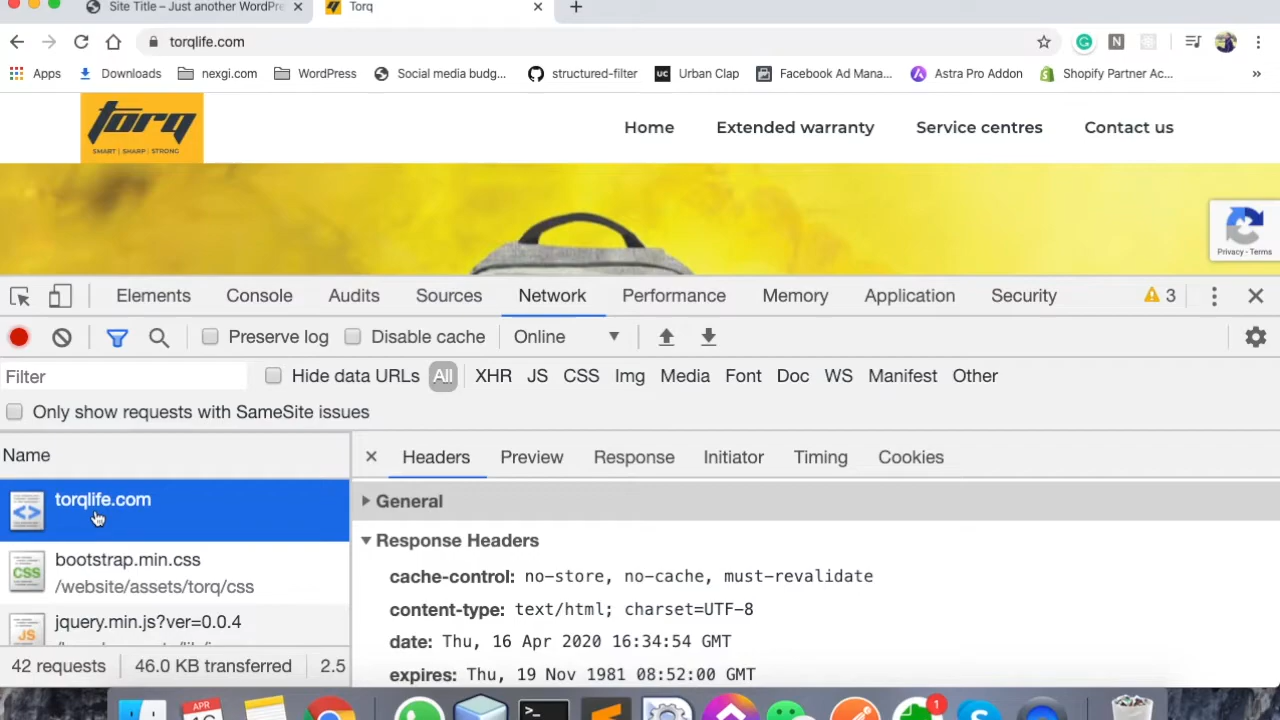 Site Title – Just another WordPre
Torq
torqlife.com
Apps Downloads nexgi.com WordPress Social media budg... structured-filter UC Urban Clap Facebook Ad Mana... Astra Pro Addon Shopify Partner Ac... »
torq
SMART | SHARP | STRONG
Home Extended warranty Service centres Contact us
Privacy - Terms
Elements Console Audits Sources Network Performance Memory Application Security 3
Preserve log Disable cache Online
Filter Hide data URLs All XHR JS CSS Img Media Font Doc WS Manifest Other
Only show requests with SameSite issues
Name
Headers Preview Response Initiator Timing Cookies
torqlife.com
General
Response Headers
CSS bootstrap.min.css
/website/assets/torq/css
cache-control: no-store, no-cache, must-revalidate
content-type: text/html; charset=UTF-8
JS jquery.min.js?ver=0.0.4
date: Thu, 16 Apr 2020 16:34:54 GMT
expires: Thu, 19 Nov 1981 08:52:00 GMT
42 requests 46.0 KB transferred 2.5
APR
1